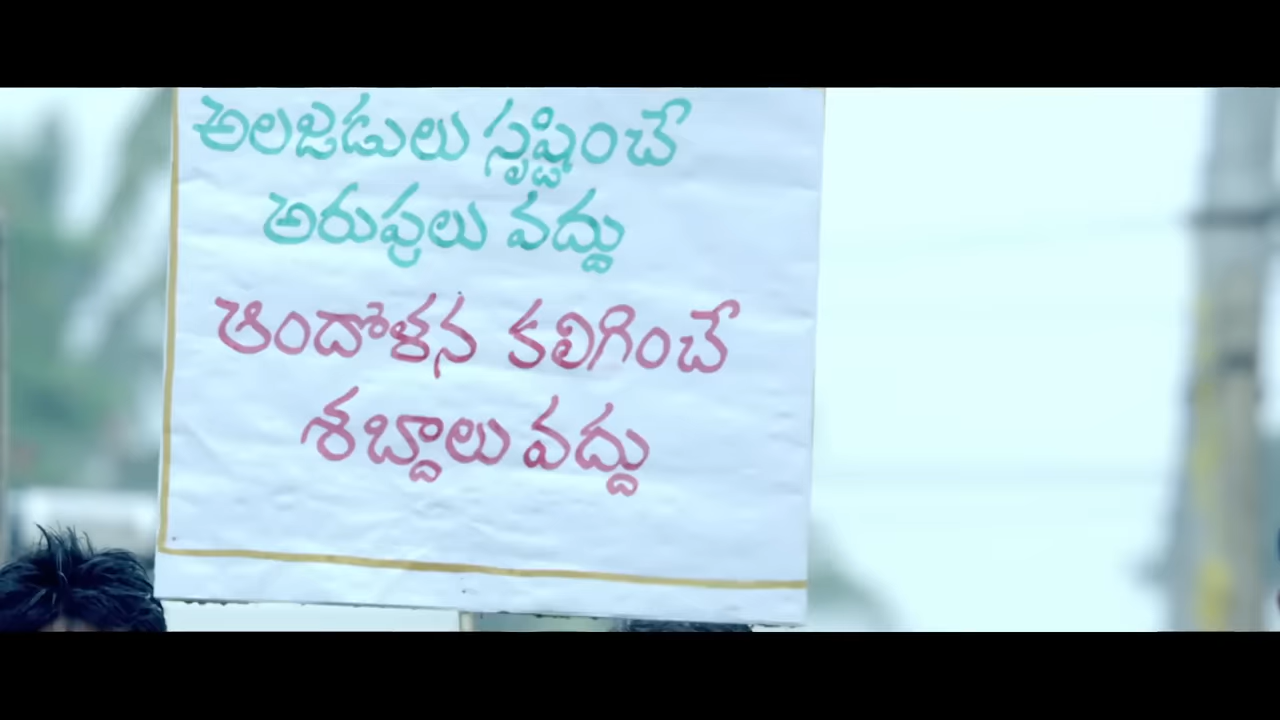 అలజడులు సృష్టించే
అరుపులు వద్దు
ఆందోళన కలిగించే
శబ్దాలు వద్దు